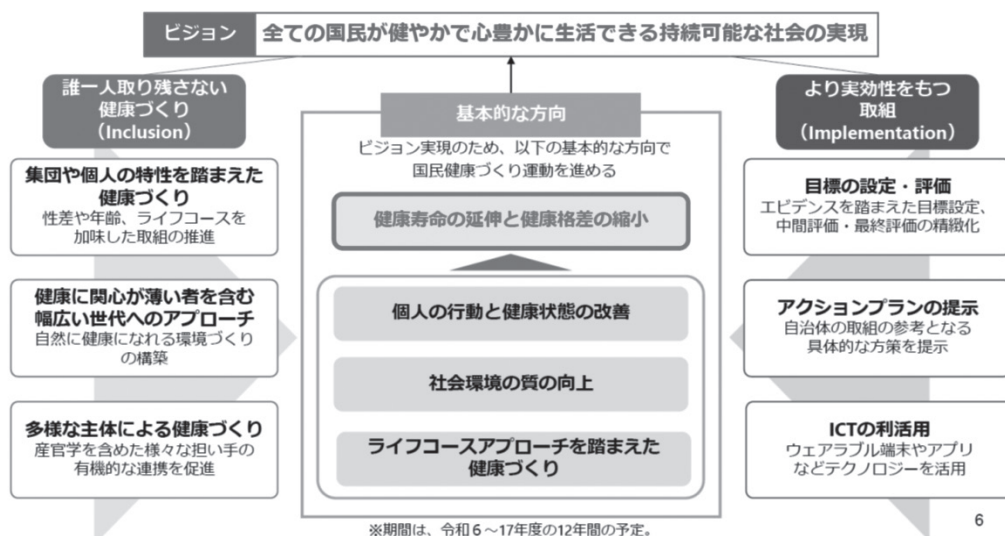 ビジョン 全ての国民が健やかで心豊かに生活できる持続可能な社会の実現
誰一人取り残さない
健康づくり
（Inclusion）
集団や個人の特性を踏まえた
健康づくり
性差や年齢、ライフコースを
加味した取組の推進
健康に関心が薄い者を含む
幅広い世代へのアプローチ
自然に健康になれる環境づくり
の構築
多様な主体による健康づくり
産官学を含めた様々な担い手の
有機的な連携を促進
基本的な方向
ビジョン実現のため、以下の基本的な方向で
国民健康づくり運動を進める
健康寿命の延伸と健康格差の縮小
個人の行動と健康状態の改善
社会環境の質の向上
ライフコースアプローチを踏まえた
健康づくり
※期間は、令和６～17年度の12年間の予定。
より実効性をもつ
取組
（Implementation）
目標の設定・評価
エビデンスを踏まえた目標設定、
中間評価・最終評価の精緻化
アクションプランの提示
自治体の取組の参考となる
具体的な方策を提示
ICTの利活用
ウェアラブル端末やアプリ
などテクノロジーを活用
6